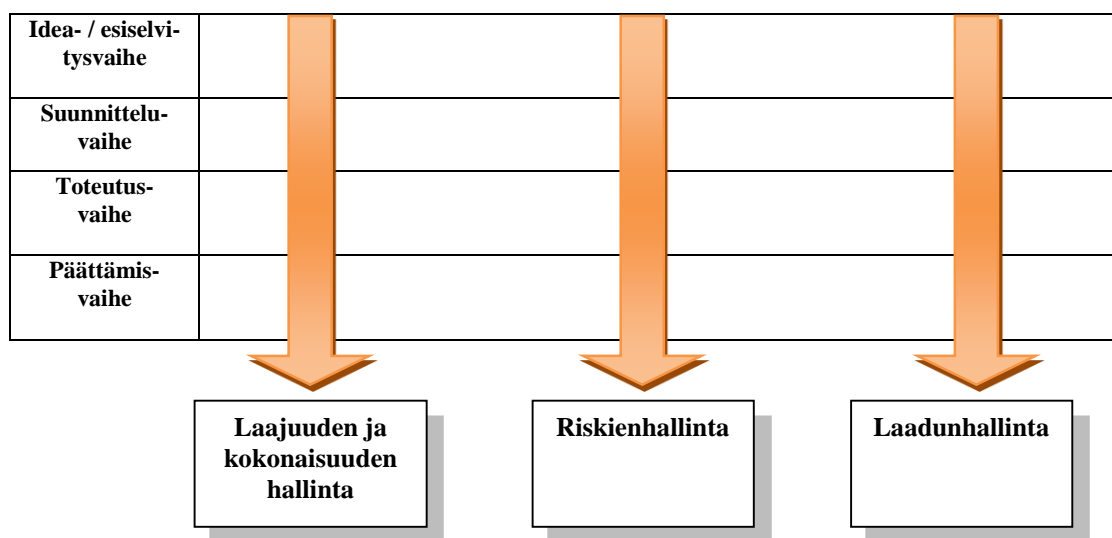 Idea- / esiselvi-
tysvaihe
Suunnittelu-
vaihe
Toteutus-
vaihe
Päättämis-
vaihe
Laajuuden ja
kokonaisuuden
hallinta
Riskienhallinta
Laadunhallinta